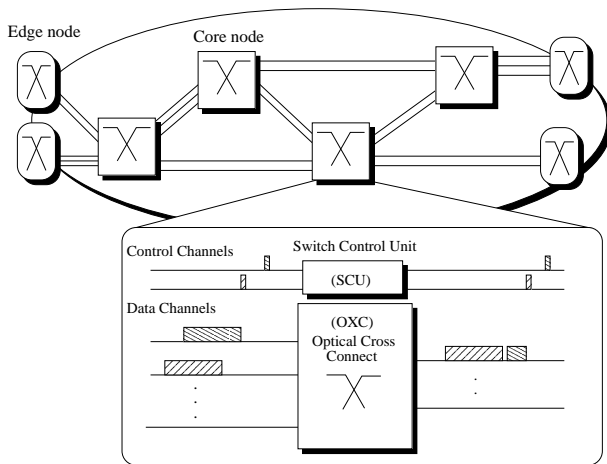 Edge node
Core node
Control Channels
Switch Control Unit
(SCU)
Data Channels
(OXC)
Optical Cross
Connect